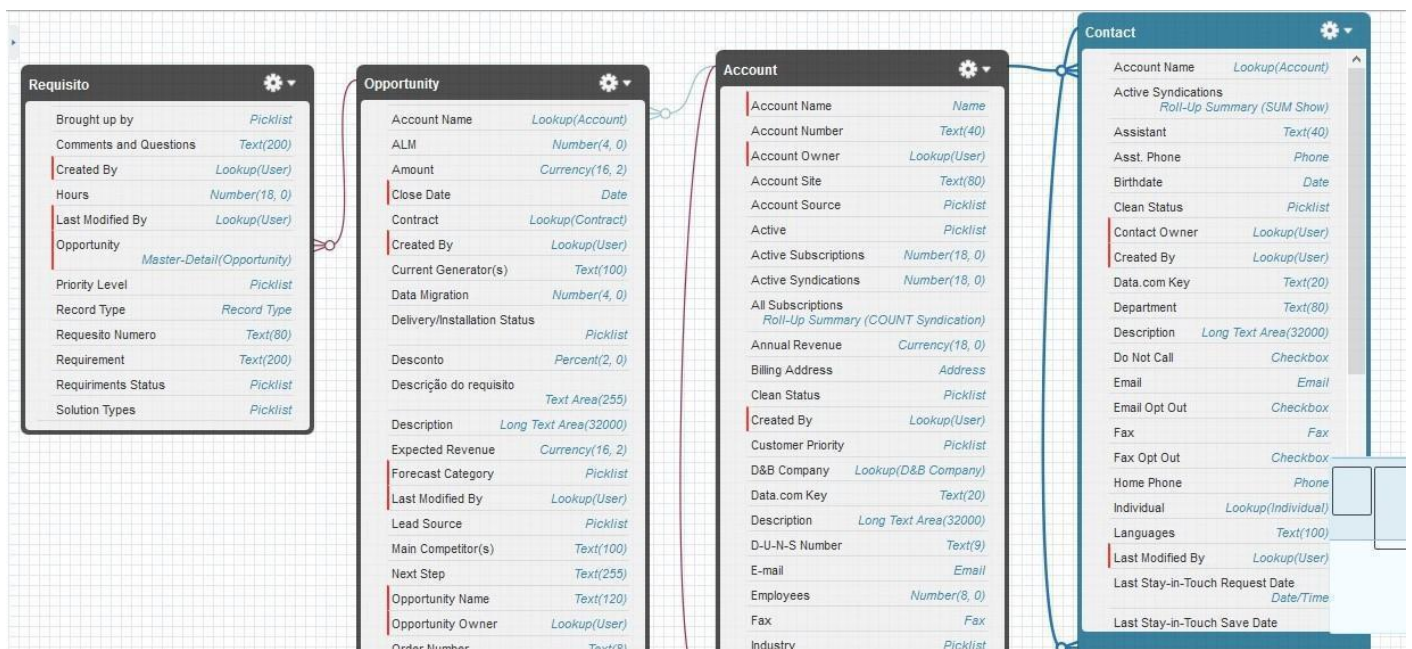 Requisito
Brought up by Picklist
Comments and Questions Text(200)
Created By Lookup(User)
Hours Number(18, 0)
Last Modified By Lookup(User)
Opportunity
Master-Detail(Opportunity)
Priority Level Picklist
Record Type Record Type
Requesito Numero Text(80)
Requirement Text(200)
Requiriments Status Picklist
Solution Types Picklist
Opportunity
Account Name Lookup(Account)
ALM Number(4, 0)
Amount Currency(16, 2)
Close Date Date
Contract Lookup(Contract)
Created By Lookup(User)
Current Generator(s) Text(100)
Data Migration Number(4, 0)
Delivery/Installation Status
Picklist
Desconto Percent(2, 0)
Descrição do requisito
Text Area(255)
Description Long Text Area(32000)
Expected Revenue Currency(16, 2)
Forecast Category Picklist
Last Modified By Lookup(User)
Lead Source Picklist
Main Competitor(s) Text(100)
Next Step Text(255)
Opportunity Name Text(120)
Opportunity Owner Lookup(User)
Order Number Text(8)
Account
Account Name Name
Account Number Text(40)
Account Owner Lookup(User)
Account Site Text(80)
Account Source Picklist
Active Picklist
Active Subscriptions Number(18, 0)
Active Syndications Number(18, 0)
All Subscriptions
Roll-Up Summary (COUNT Syndication)
Annual Revenue Currency(18, 0)
Billing Address Address
Clean Status Picklist
Created By Lookup(User)
Customer Priority Picklist
D&B Company Lookup(D&B Company)
Data.com Key Text(20)
Description Long Text Area(32000)
D-U-N-S Number Text(9)
E-mail Email
Employees Number(8, 0)
Fax Fax
Industry Picklist
Contact
Account Name Lookup(Account)
Active Syndications
Roll-Up Summary (SUM Show)
Assistant Text(40)
Asst. Phone Phone
Birthdate Date
Clean Status Picklist
Contact Owner Lookup(User)
Created By Lookup(User)
Data.com Key Text(20)
Department Text(80)
Description Long Text Area(32000)
Do Not Call Checkbox
Email Email
Email Opt Out Checkbox
Fax Fax
Fax Opt Out Checkbox
Home Phone Phone
Individual Lookup(Individual)
Languages Text(100)
Last Modified By Lookup(User)
Last Stay-in-Touch Request Date
Date/Time
Last Stay-in-Touch Save Date